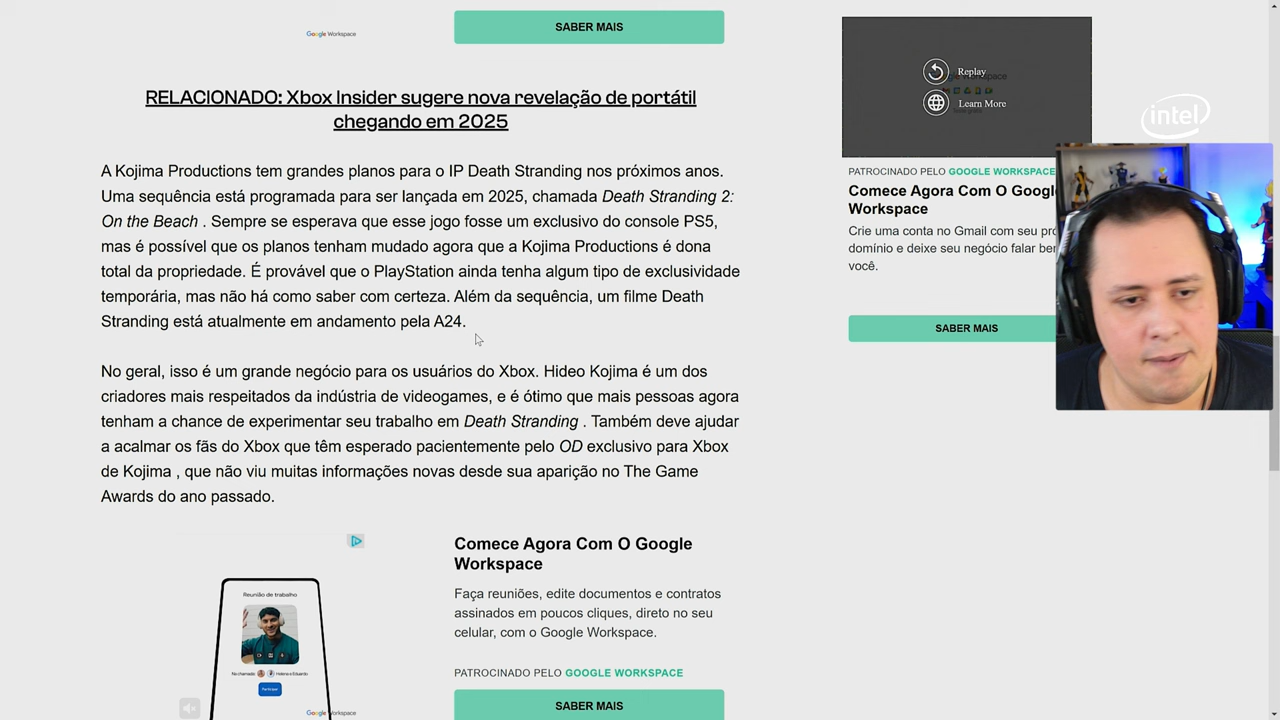 Google Workspace
SABER MAIS
RELACIONADO: Xbox Insider sugere nova revelação de portátil
chegando em 2025
A Kojima Productions tem grandes planos para o IP Death Stranding nos próximos anos.
Uma sequência está programada para ser lançada em 2025, chamada Death Stranding 2:
On the Beach . Sempre se esperava que esse jogo fosse um exclusivo do console PS5,
mas é possível que os planos tenham mudado agora que a Kojima Productions é dona
total da propriedade. É provável que o PlayStation ainda tenha algum tipo de exclusividade
temporária, mas não há como saber com certeza. Além da sequência, um filme Death
Stranding está atualmente em andamento pela A24.
No geral, isso é um grande negócio para os usuários do Xbox. Hideo Kojima é um dos
criadores mais respeitados da indústria de videogames, e é ótimo que mais pessoas agora
tenham a chance de experimentar seu trabalho em Death Stranding . Também deve ajudar
a acalmar os fãs do Xbox que têm esperado pacientemente pelo OD exclusivo para Xbox
de Kojima , que não viu muitas informações novas desde sua aparição no The Game
Awards do ano passado.
Reunião de trabalho
Na chamada: Helena e Eduardo
Participar
Google Workspace
Comece Agora Com O Google
Workspace
Faça reuniões, edite documentos e contratos
assinados em poucos cliques, direto no seu
celular, com o Google Workspace.
PATROCINADO PELO GOOGLE WORKSPACE
SABER MAIS
Replay
Learn More
intel
PATROCINADO PELO GOOGLE WORKSPACE
Comece Agora Com O Google
Workspace
Crie uma conta no Gmail com seu
domínio e deixe seu negócio falar
você.
SABER MAIS